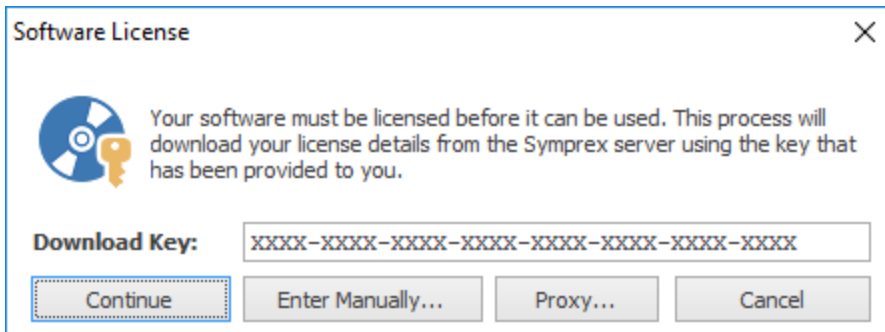 Software License
Your software must be licensed before it can be used. This process will
download your license details from the Symprex server using the key that
has been provided to you.
Download Key: XXXX-XXXX-XXXX-XXXX-XXXX-XXXX-XXXX-XXXX
Continue Enter Manually... Proxy... Cancel